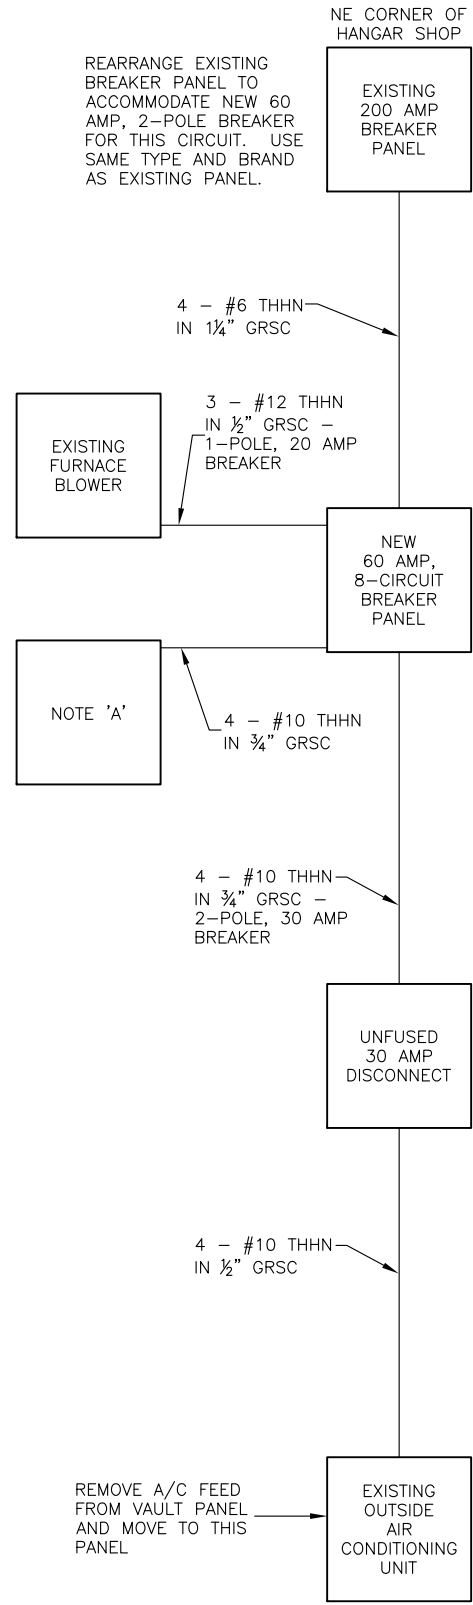 NE CORNER OF
HANGAR SHOP
REARRANGE EXISTING
BREAKER PANEL TO
ACCOMMODATE NEW 60
AMP, 2-POLE BREAKER
FOR THIS CIRCUIT. USE
SAME TYPE AND BRAND
AS EXISTING PANEL.
EXISTING
200 AMP
BREAKER
PANEL
4 - #6 THHN
IN 1¼" GRSC
3 - #12 THHN
IN ½" GRSC -
1-POLE, 20 AMP
BREAKER
EXISTING
FURNACE
BLOWER
NEW
60 AMP,
8-CIRCUIT
BREAKER
PANEL
NOTE 'A'
4 - #10 THHN
IN ¾" GRSC
4 - #10 THHN
IN ¾" GRSC -
2-POLE, 30 AMP
BREAKER
UNFUSED
30 AMP
DISCONNECT
4 - #10 THHN
IN ½" GRSC
REMOVE A/C FEED
FROM VAULT PANEL
AND MOVE TO THIS
PANEL
EXISTING
OUTSIDE
AIR
CONDITIONING
UNIT